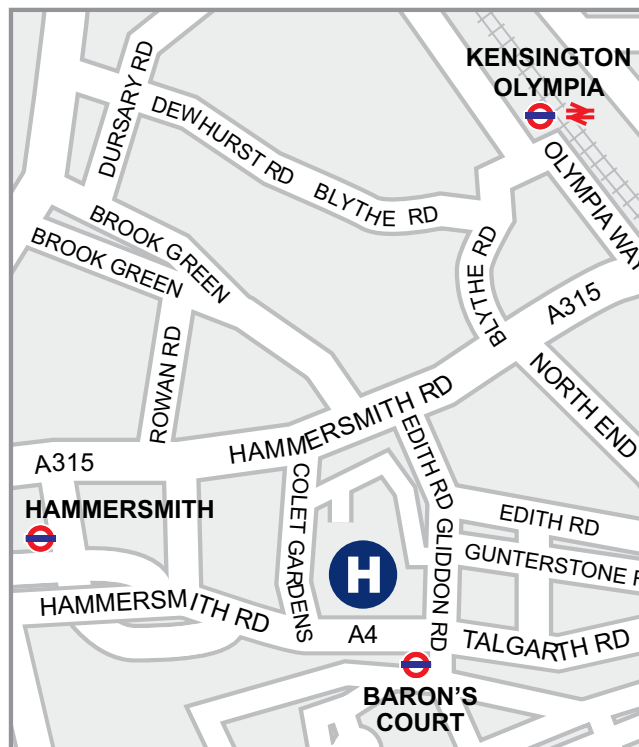 KENSINGTON
OLYMPIA
DURSARY RD
DEWHURST RD
BLYTHE RD
OLYMPIA WAY
BROOK GREEN
BROOK GREEN
BLYTHE RD
A315
ROWAN RD
NORTH END
HAMMERSMITH RD
EDITH RD
A315
COLET GARDENS
HAMMERSMITH
EDITH RD
GLIDDON RD
GUNTERSTONE R
H
HAMMERSMITH RD
A4
TALGARTH RD
BARON'S
COURT